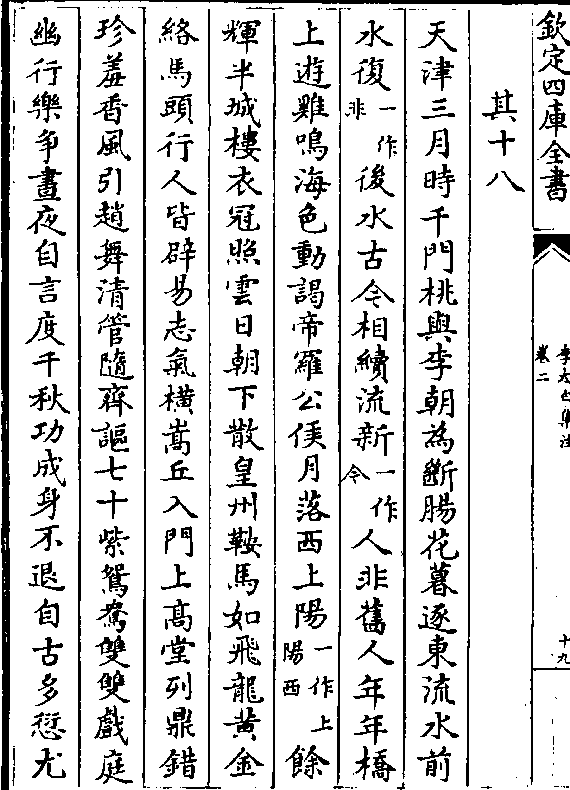 欽定四庫全書
李太白集注
卷二
十九
其十八
天津三月時千門桃與李朝為斷腸花暮逐東流水前
水復一作非後水古今相續流新一作今人非舊人年年橋
上遊雞鳴海色動謁帝羅公侯月落西上陽一作上陽西餘
輝半城樓衣冠照雲日朝下散皇州鞍馬如飛龍黄金
絡馬頭行人皆辟易志氣横嵩丘入門上高堂列鼎錯
珍羞香風引趙舞清管隨齊謳七十紫鴛鴦雙雙戲庭
幽行樂争晝夜自言度千秋功成身不退自古多愆尤